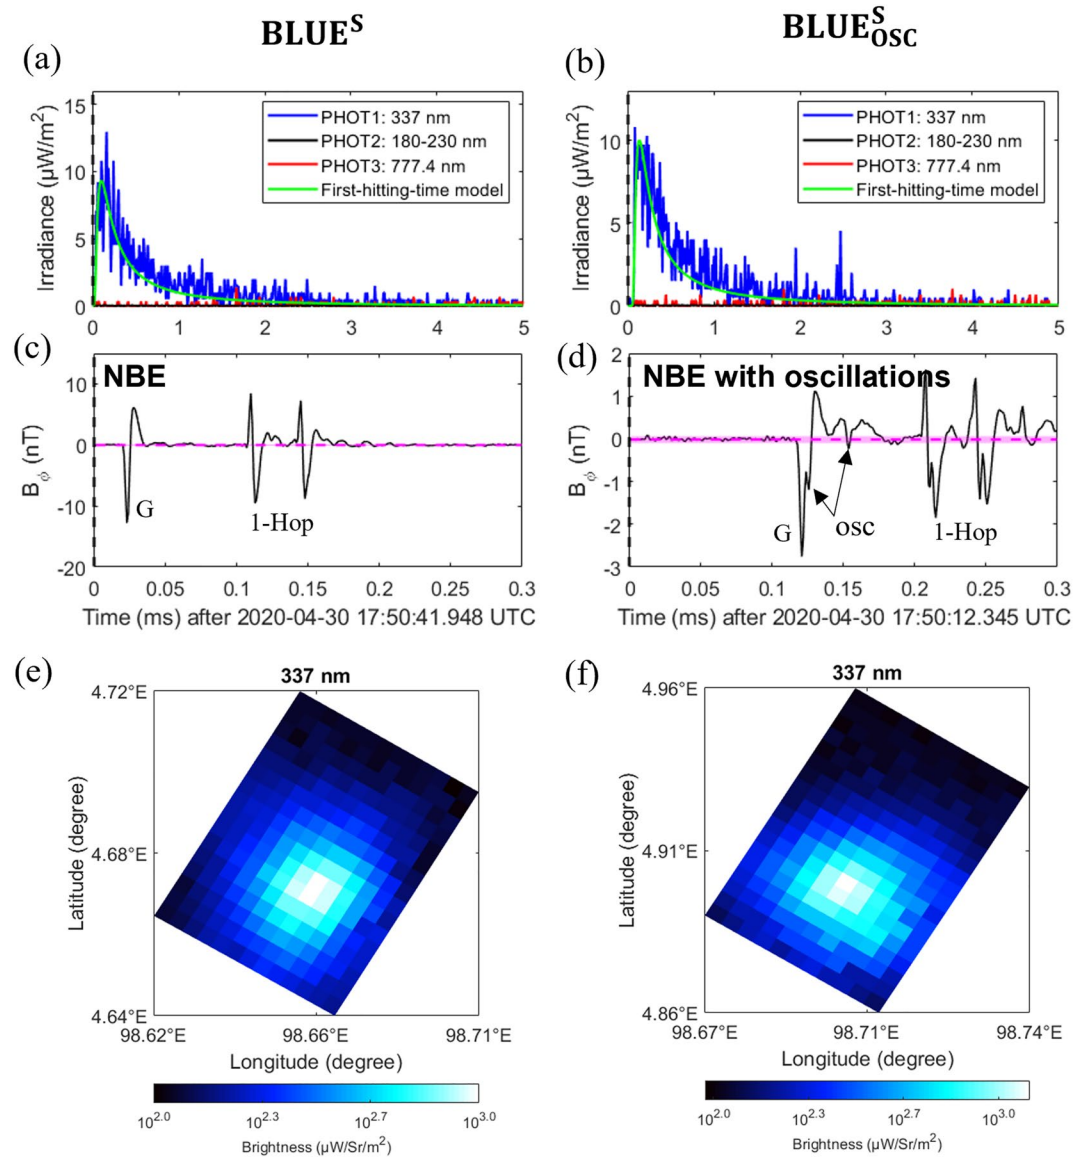 BLUE^S
BLUE^S_OSC
(a)
Irradiance (µW/m²)
15
10
5
0
0 1 2 3 4 5
PHOT1: 337 nm
PHOT2: 180-230 nm
PHOT3: 777.4 nm
First-hitting-time model
(b)
Irradiance (µW/m²)
10
5
0
0 1 2 3 4 5
PHOT1: 337 nm
PHOT2: 180-230 nm
PHOT3: 777.4 nm
First-hitting-time model
(c)
NBE
B_ϕ (nT)
10
0
-10
-20
G
1-Hop
0 0.05 0.1 0.15 0.2 0.25 0.3
Time (ms) after 2020-04-30 17:50:41.948 UTC
(d)
NBE with oscillations
B_ϕ (nT)
2
1
0
-1
-2
-3
G
osc
1-Hop
0 0.05 0.1 0.15 0.2 0.25 0.3
Time (ms) after 2020-04-30 17:50:12.345 UTC
(e)
337 nm
Latitude (degree)
4.72°E
4.68°E
4.64°E
98.62°E 98.66°E 98.71°E
Longitude (degree)
10^2.0 10^2.3 10^2.7 10^3.0
Brightness (µW/Sr/m²)
(f)
337 nm
Latitude (degree)
4.96°E
4.91°E
4.86°E
98.67°E 98.71°E 98.74°E
Longitude (degree)
10^2.0 10^2.3 10^2.7 10^3.0
Brightness (µW/Sr/m²)